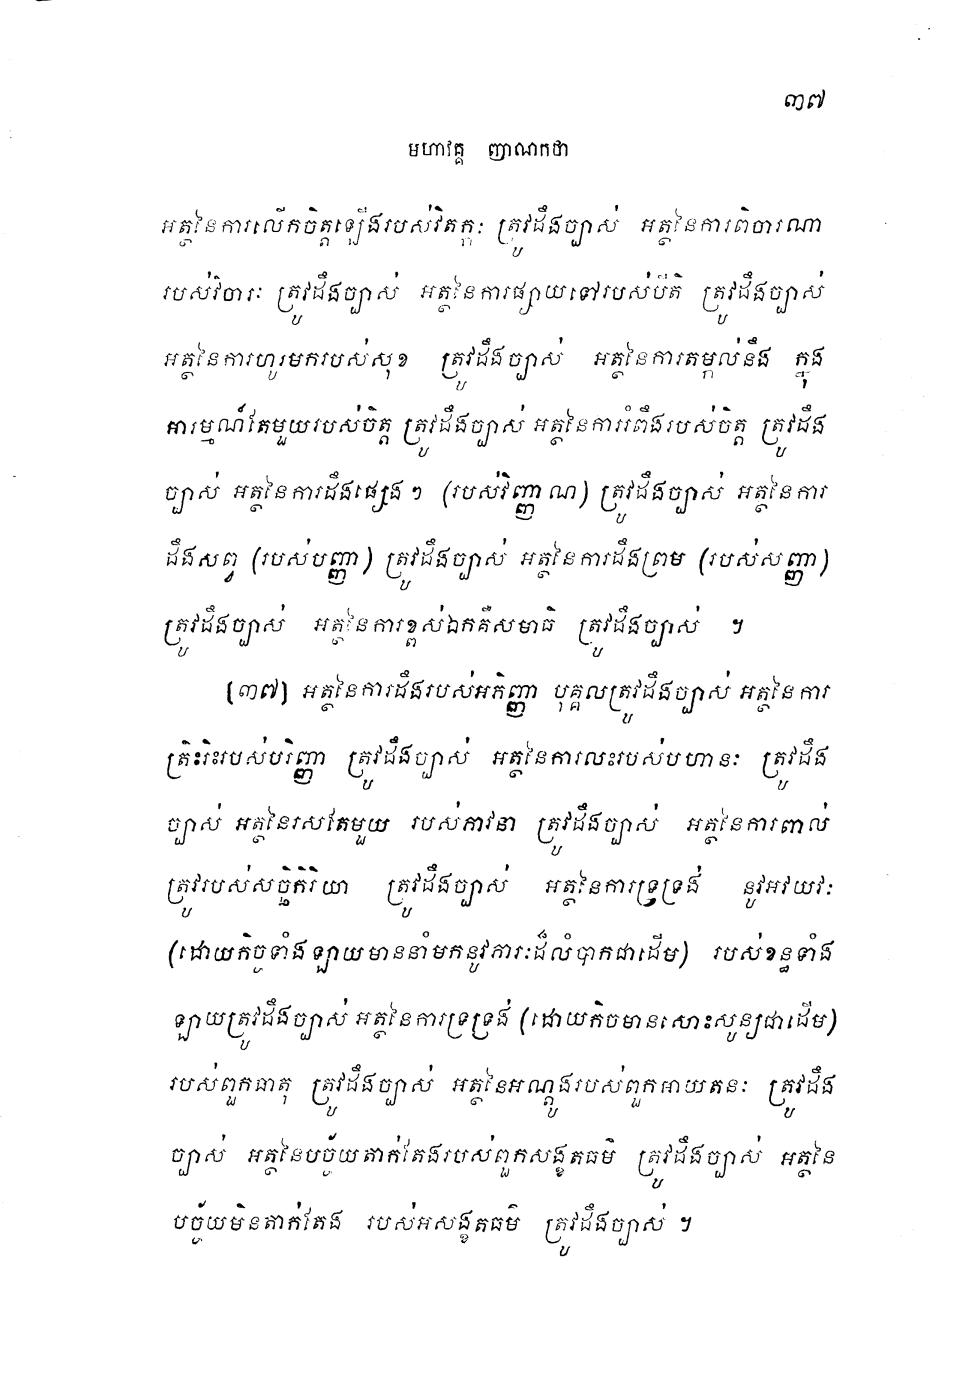 ៣៧
មហាវគ្គ ញាណកថា
អត្ថនៃការលើកចិត្តឡើងរបស់វិតក្កៈ ត្រូវដឹងច្បាស់ អត្ថនៃការពិចារណា
របស់វិចារៈ ត្រូវដឹងច្បាស់ អត្ថនៃការផ្សាយទៅរបស់បីតិ ត្រូវដឹងច្បាស់
អត្ថនៃការហូរមករបស់សុខ ត្រូវដឹងច្បាស់ អត្ថនៃការតម្កល់នឹង ក្នុង
អារម្មណ៍តែមួយរបស់ចិត្ត ត្រូវដឹងច្បាស់ អត្ថនៃការរំពឹងរបស់ចិត្ត ត្រូវដឹង
ច្បាស់ អត្ថនៃការដឹងផ្សេងៗ (របស់វិញ្ញាណ) ត្រូវដឹងច្បាស់ អត្ថនៃការ
ដឹងសព្វ (របស់បញ្ញា) ត្រូវដឹងច្បាស់ អត្ថនៃការដឹងព្រម (របស់សញ្ញា)
ត្រូវដឹងច្បាស់ អត្ថនៃការខ្ពស់ឯកគឺសមាធិ ត្រូវដឹងច្បាស់ ។
[៣៧] អត្ថនៃការដឹងរបស់អភិញ្ញា បុគ្គលត្រូវដឹងច្បាស់ អត្ថនៃការ
ត្រិះរិះរបស់បរិញ្ញា ត្រូវដឹងច្បាស់ អត្ថនៃការលះរបស់បហានៈ ត្រូវដឹង
ច្បាស់ អត្ថនៃរសតែមួយ របស់ភាវនា ត្រូវដឹងច្បាស់ អត្ថនៃការពាល់
ត្រូវរបស់សច្ឆិកិរិយា ត្រូវដឹងច្បាស់ អត្ថនៃការទ្រទ្រង់ នូវអវយវៈ
(ដោយកិច្ចទាំងឡាយមាននាំមកនូវភារៈដ៏លំបាកជាដើម) របស់ខន្ធទាំង
ឡាយត្រូវដឹងច្បាស់ អត្ថនៃការទ្រទ្រង់ (ដោយកិច្ចមានសោះសូន្យជាដើម)
របស់ពួកធាតុ ត្រូវដឹងច្បាស់ អត្ថនៃអណ្តូងរបស់ពួកអាយតនៈ ត្រូវដឹង
ច្បាស់ អត្ថនៃបច្ច័យតាក់តែងរបស់ពួកសង្ខតធម៌ ត្រូវដឹងច្បាស់ អត្ថនៃ
បច្ច័យមិនតាក់តែង របស់អសង្ខតធម៌ ត្រូវដឹងច្បាស់ ។